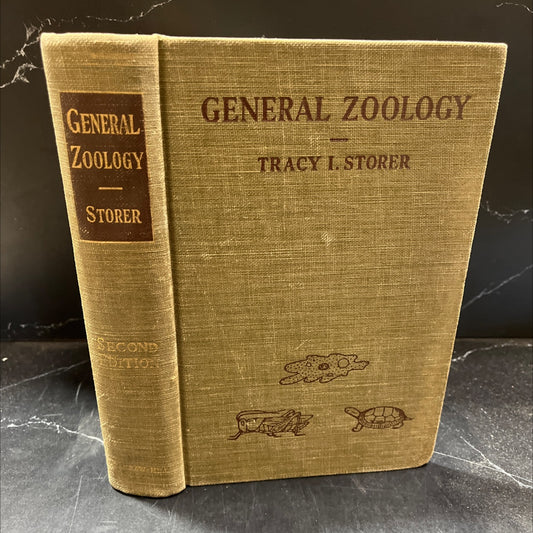 GENERAL
ZOOLOGY
STORER
SECOND
EDITION
GENERAL ZOOLOGY
TRACY I. STORER